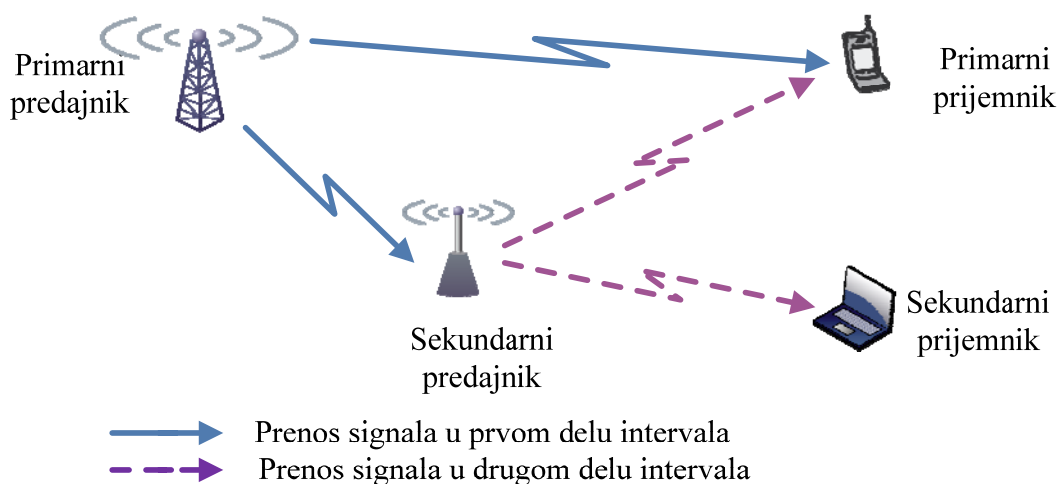 Primarni
predajnik
Primarni
prijemnik
Sekundarni
predajnik
Sekundarni
prijemnik
Prenos signala u prvom delu intervala
Prenos signala u drugom delu intervala